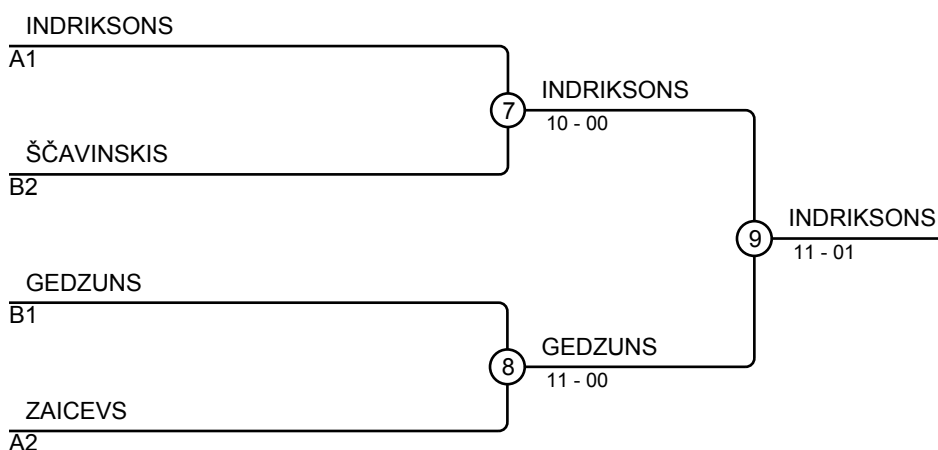 INDRIKSONS
A1
7
INDRIKSONS
10 - 00
ŠČAVINSKIS
B2
9
INDRIKSONS
11 - 01
GEDZUNS
B1
8
GEDZUNS
11 - 00
ZAICEVS
A2